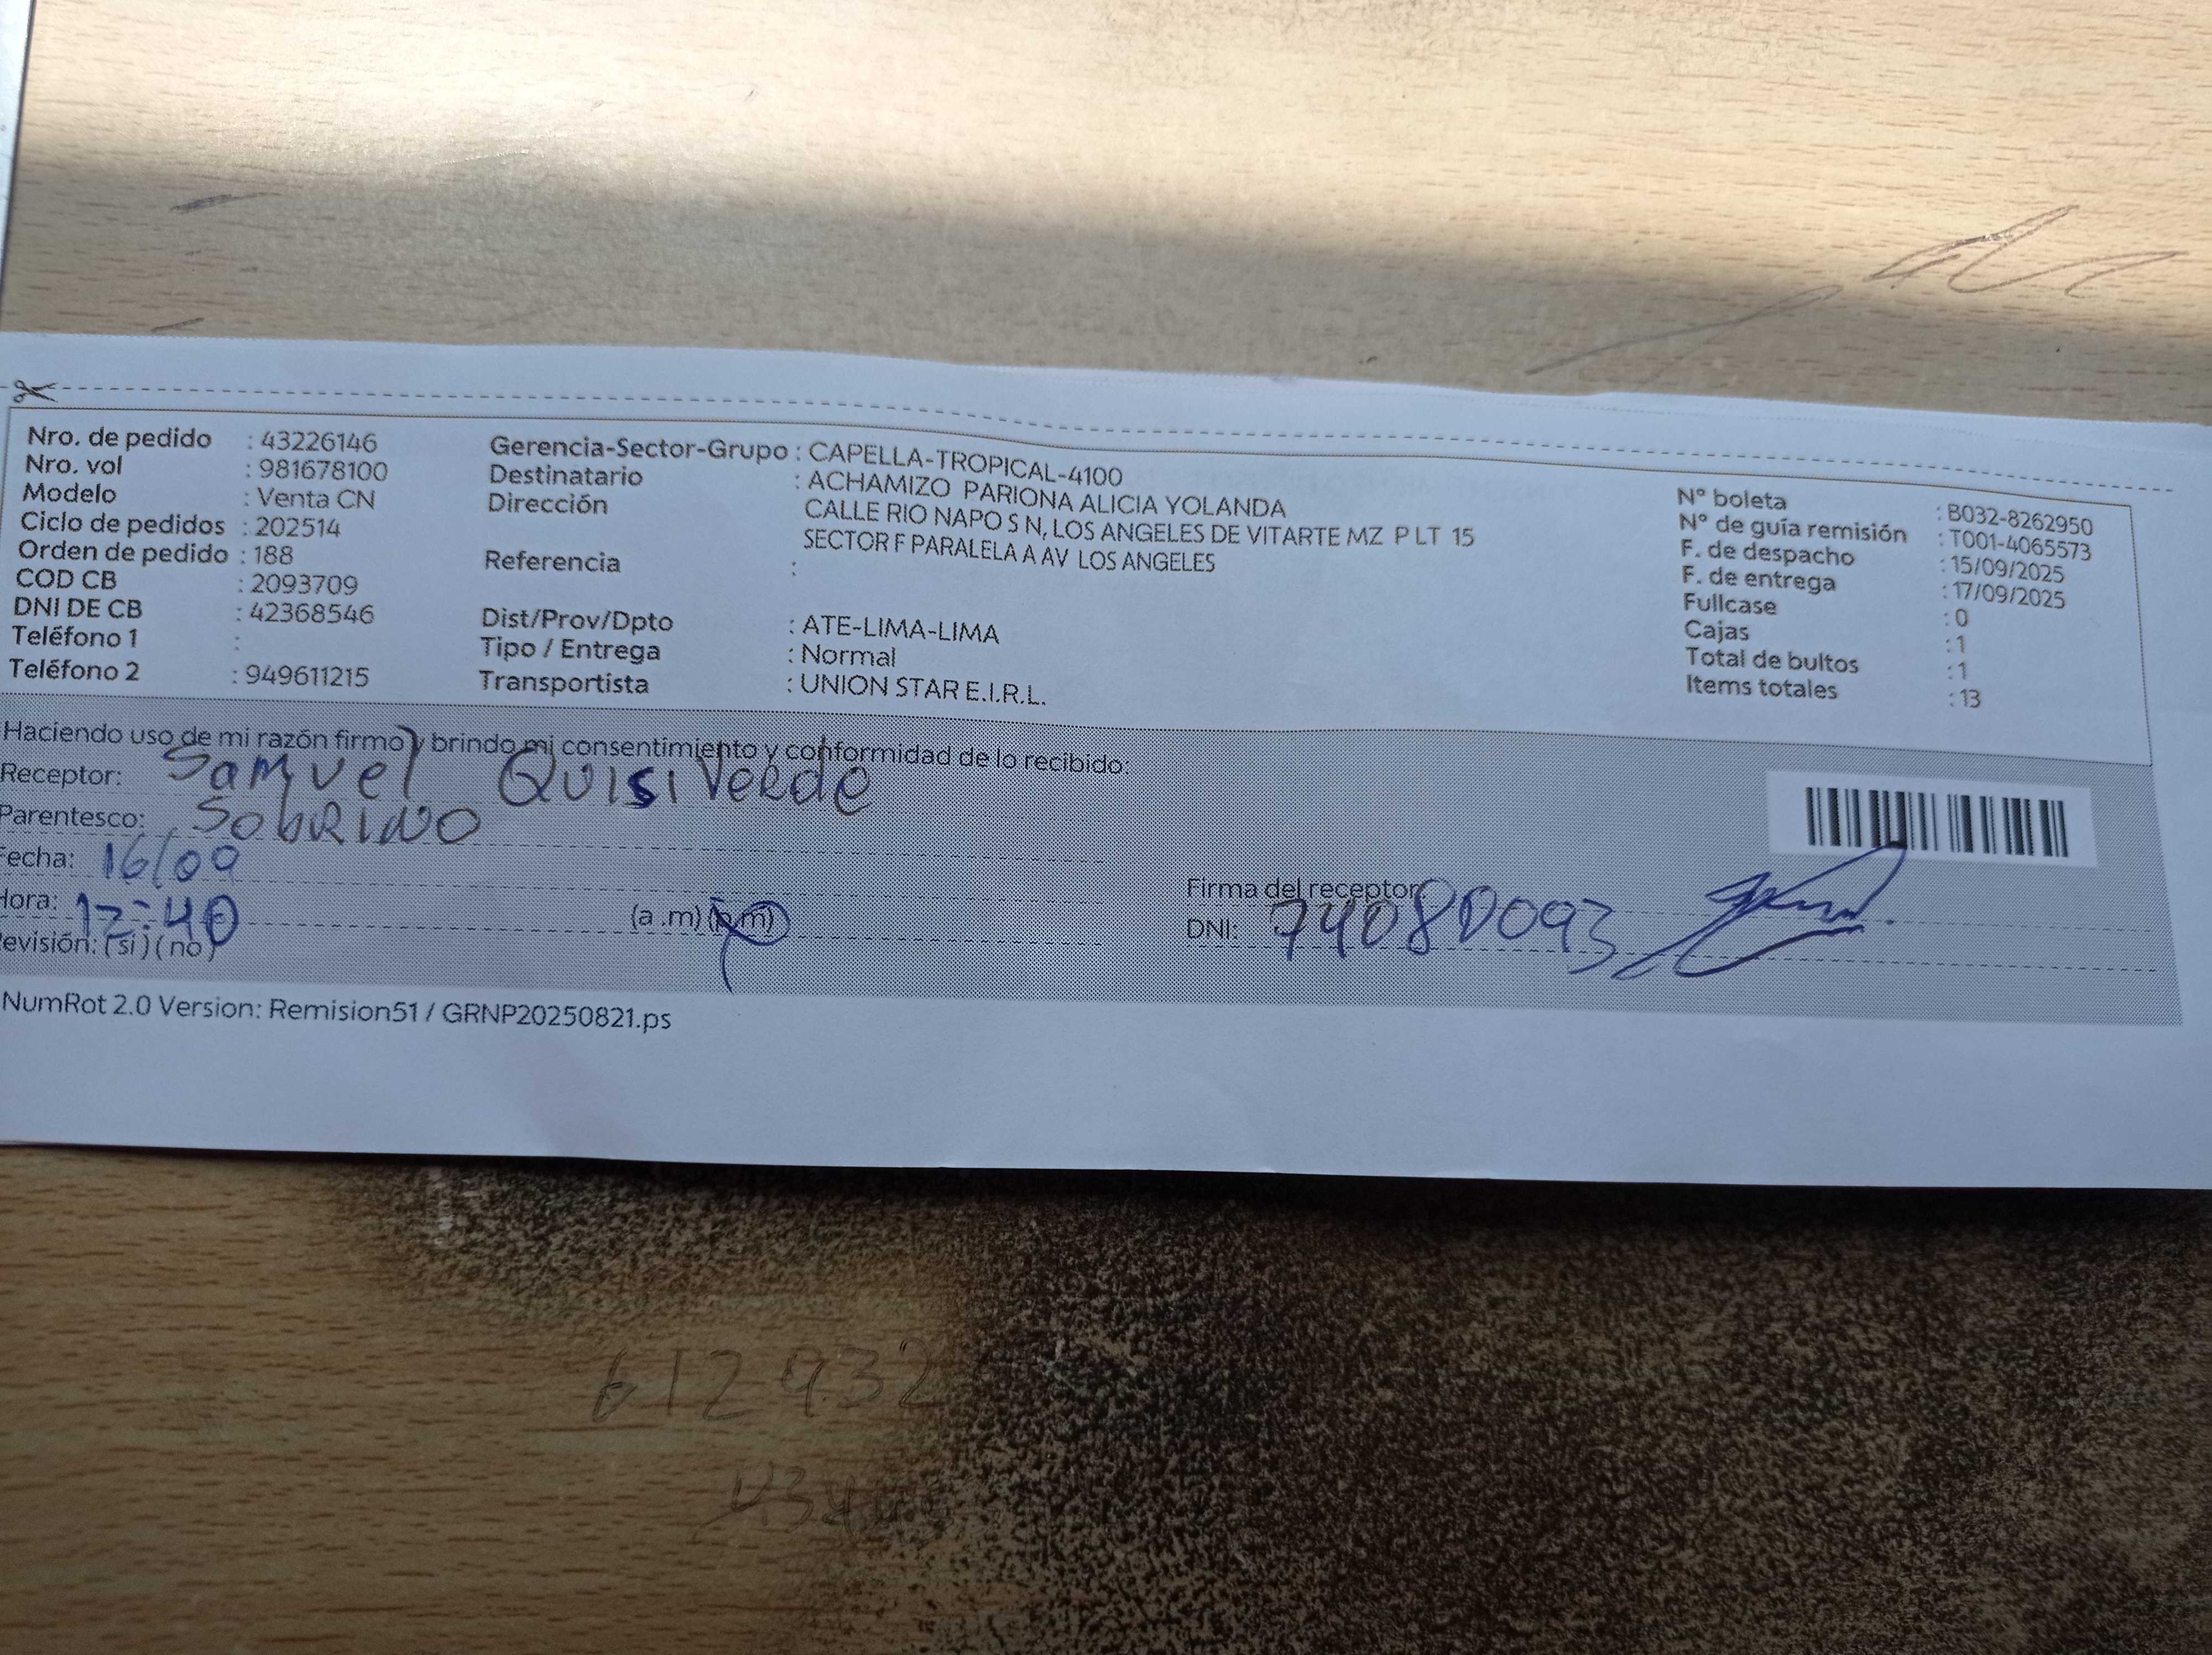 Nro. de pedido : 43226146
Nro. vol : 981678100
Modelo : Venta CN
Ciclo de pedidos : 202514
Orden de pedido : 188
COD CB : 2093709
DNI DE CB : 42368546
Teléfono 1 :
Teléfono 2 : 949611215
Gerencia-Sector-Grupo : CAPELLA-TROPICAL-4100
Destinatario : ACHAMIZO PARIONA ALICIA YOLANDA
Dirección CALLE RIO NAPO S N, LOS ANGELES DE VITARTE MZ P LT 15
SECTOR F PARALELA A AV LOS ANGELES
Referencia :
Dist/Prov/Dpto : ATE-LIMA-LIMA
Tipo / Entrega : Normal
Transportista : UNION STAR E.I.R.L.
N° boleta : B032-8262950
N° de guía remisión : T001-4065573
F. de despacho : 15/09/2025
F. de entrega : 17/09/2025
Fullcase : 0
Cajas : 1
Total de bultos : 1
Items totales : 13
Haciendo uso de mi razón firmo y brindo mi consentimiento y conformidad de lo recibido:
Receptor: Samuel Quisiverde
Parentesco: SobRiNO
Fecha: 16/09
Hora: 12:40 (a .m) (p.m)
Revisión: (si) (no)
Firma del receptor
DNI: 74080093
NumRot 2.0 Version: Remision51 / GRNP20250821.ps
612932